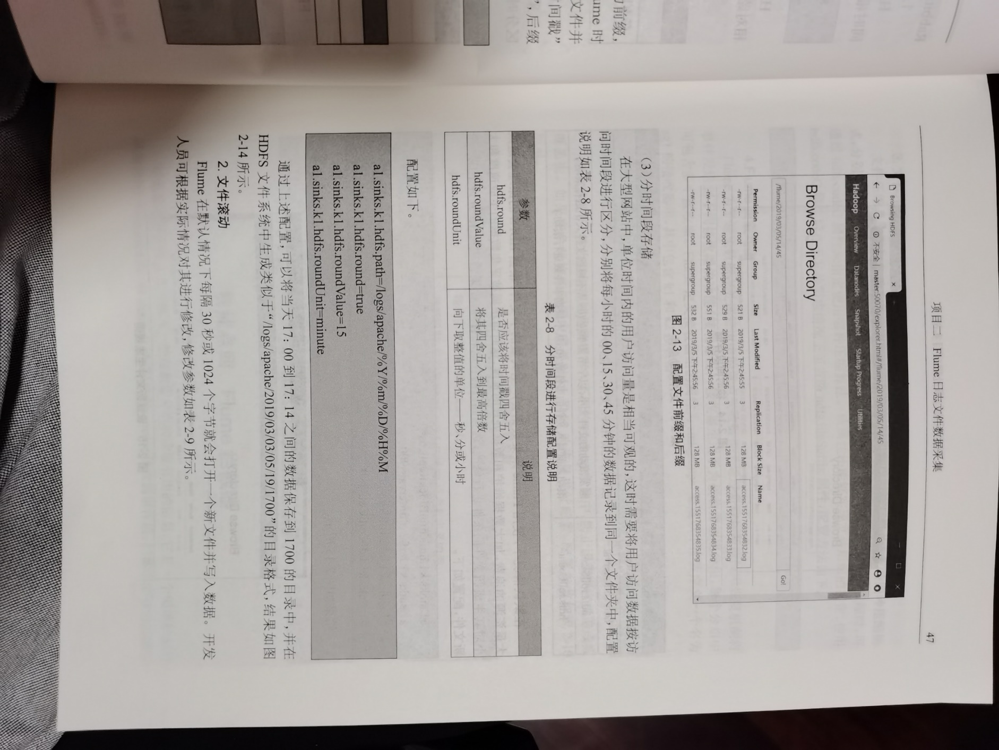 的前缀，
ume 时
文件并
间戳”
”，后缀
项目二 Flume 日志文件数据采集 47
Browsing HDFS
不安全 | master:50070/explorer.html#/flume/2019/03/05/14/45
Hadoop Overview Datanodes Snapshot Startup Progress Utilities
Browse Directory
/flume/2019/03/05/14/45 Go!
Permission Owner Group Size Last Modified Replication Block Size Name
-rw-r--r-- root supergroup 521 B 2019/3/5 下午2:45:55 3 128 MB access.1551768354832.log
-rw-r--r-- root supergroup 529 B 2019/3/5 下午2:45:56 3 128 MB access.1551768354833.log
-rw-r--r-- root supergroup 551 B 2019/3/5 下午2:45:56 3 128 MB access.1551768354834.log
-rw-r--r-- root supergroup 532 B 2019/3/5 下午2:45:56 3 128 MB access.1551768354835.log
图 2-13 配置文件前缀和后缀
（3）分时间段存储
在大型网站中，单位时间内的用户访问量是相当可观的，这时需要将用户访问数据按访
问时间段进行区分，分别将每小时的 00、15、30、45 分钟的数据记录到同一个文件夹中，配置
说明如表 2-8 所示。
表 2-8 分时间段进行存储配置说明
参数 说明
hdfs.round 是否应该将时间戳四舍五入
hdfs.roundValue 将其四舍五入到最高倍数
hdfs.roundUnit 向下取整值的单位——秒、分或小时
配置如下。
a1.sinks.k1.hdfs.path=/logs/apache/%Y/%m/%D/%H%M
a1.sinks.k1.hdfs.round=true
a1.sinks.k1.hdfs.roundValue=15
a1.sinks.k1.hdfs.roundUnit=minute
通过上述配置，可以将当天 17：00 到 17：14 之间的数据保存到 1700 的目录中，并在
HDFS 文件系统中生成类似于“/logs/apache/2019/03/03/05/19/1700”的目录格式，结果如图
2-14 所示。
2. 文件滚动
Flume 在默认情况下每隔 30 秒或 1024 个字节就会打开一个新文件并写入数据。开发
人员可根据实际情况对其进行修改，修改参数如表 2-9 所示。